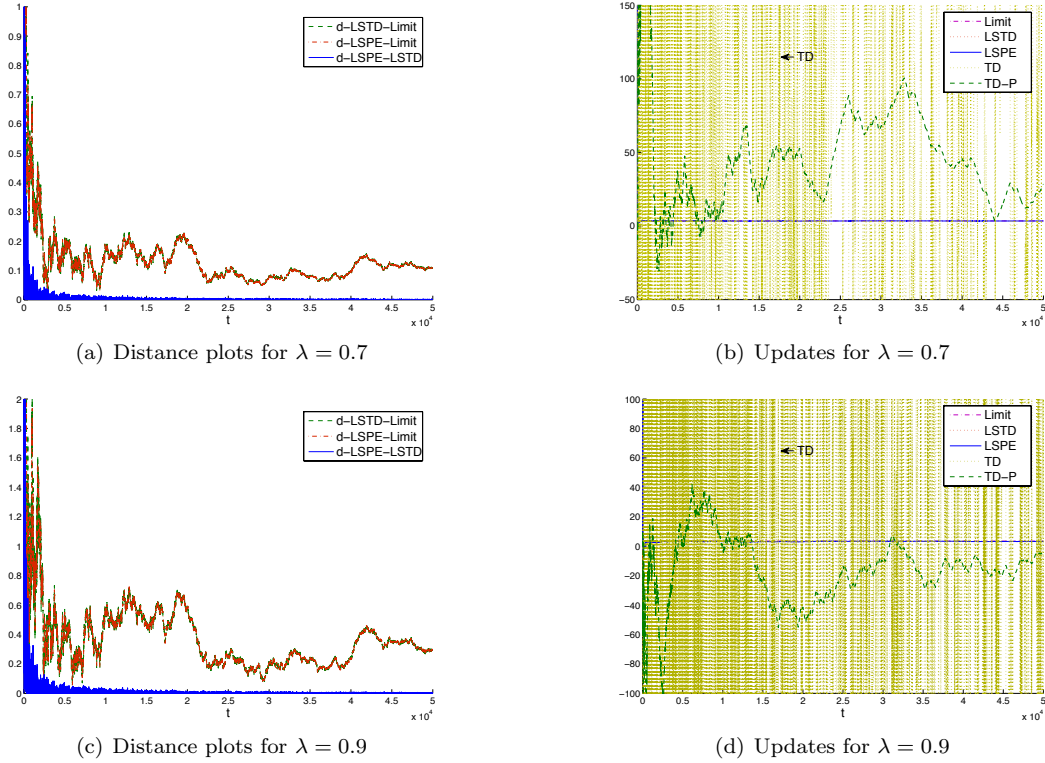 1
0.9
0.8
0.7
0.6
0.5
0.4
0.3
0.2
0.1
0
d-LSTD-Limit
d-LSPE-Limit
d-LSPE-LSTD
0 0.5 1 1.5 2 2.5 3 3.5 4 4.5 5
t
x 10^4
(a) Distance plots for λ = 0.7
150
100
50
0
-50
TD
Limit
LSTD
LSPE
TD
TD-P
0 0.5 1 1.5 2 2.5 3 3.5 4 4.5 5
t
x 10^4
(b) Updates for λ = 0.7
2
1.8
1.6
1.4
1.2
1
0.8
0.6
0.4
0.2
0
d-LSTD-Limit
d-LSPE-Limit
d-LSPE-LSTD
0 0.5 1 1.5 2 2.5 3 3.5 4 4.5 5
t
x 10^4
(c) Distance plots for λ = 0.9
100
80
60
40
20
0
-20
-40
-60
-80
-100
TD
Limit
LSTD
LSPE
TD
TD-P
0 0.5 1 1.5 2 2.5 3 3.5 4 4.5 5
t
x 10^4
(d) Updates for λ = 0.9